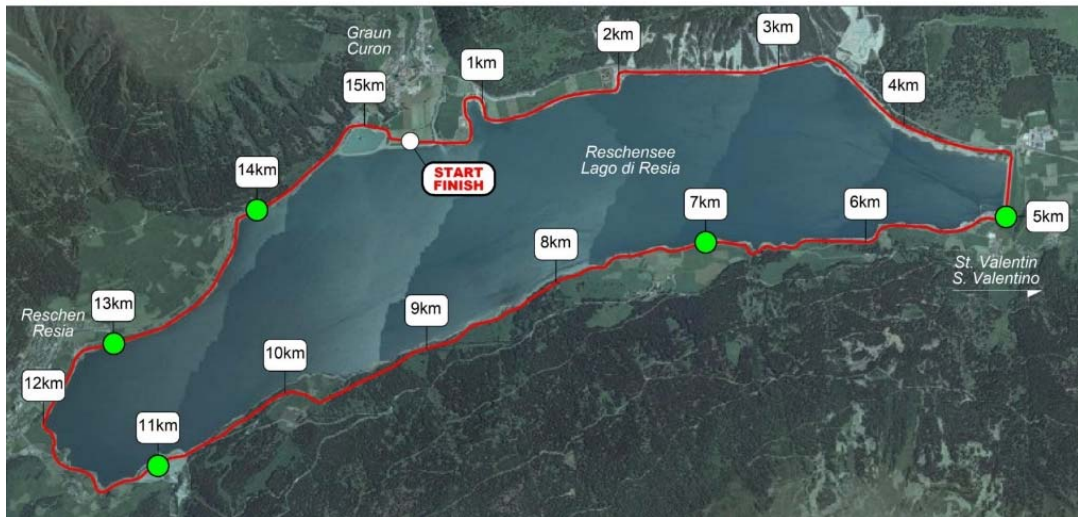 Graun
Curon
1km
2km
3km
4km
15km
START
FINISH
Reschensee
Lago di Resia
14km
5km
6km
7km
8km
St. Valentin
S. Valentino
13km
Reschen
Resia
9km
10km
12km
11km